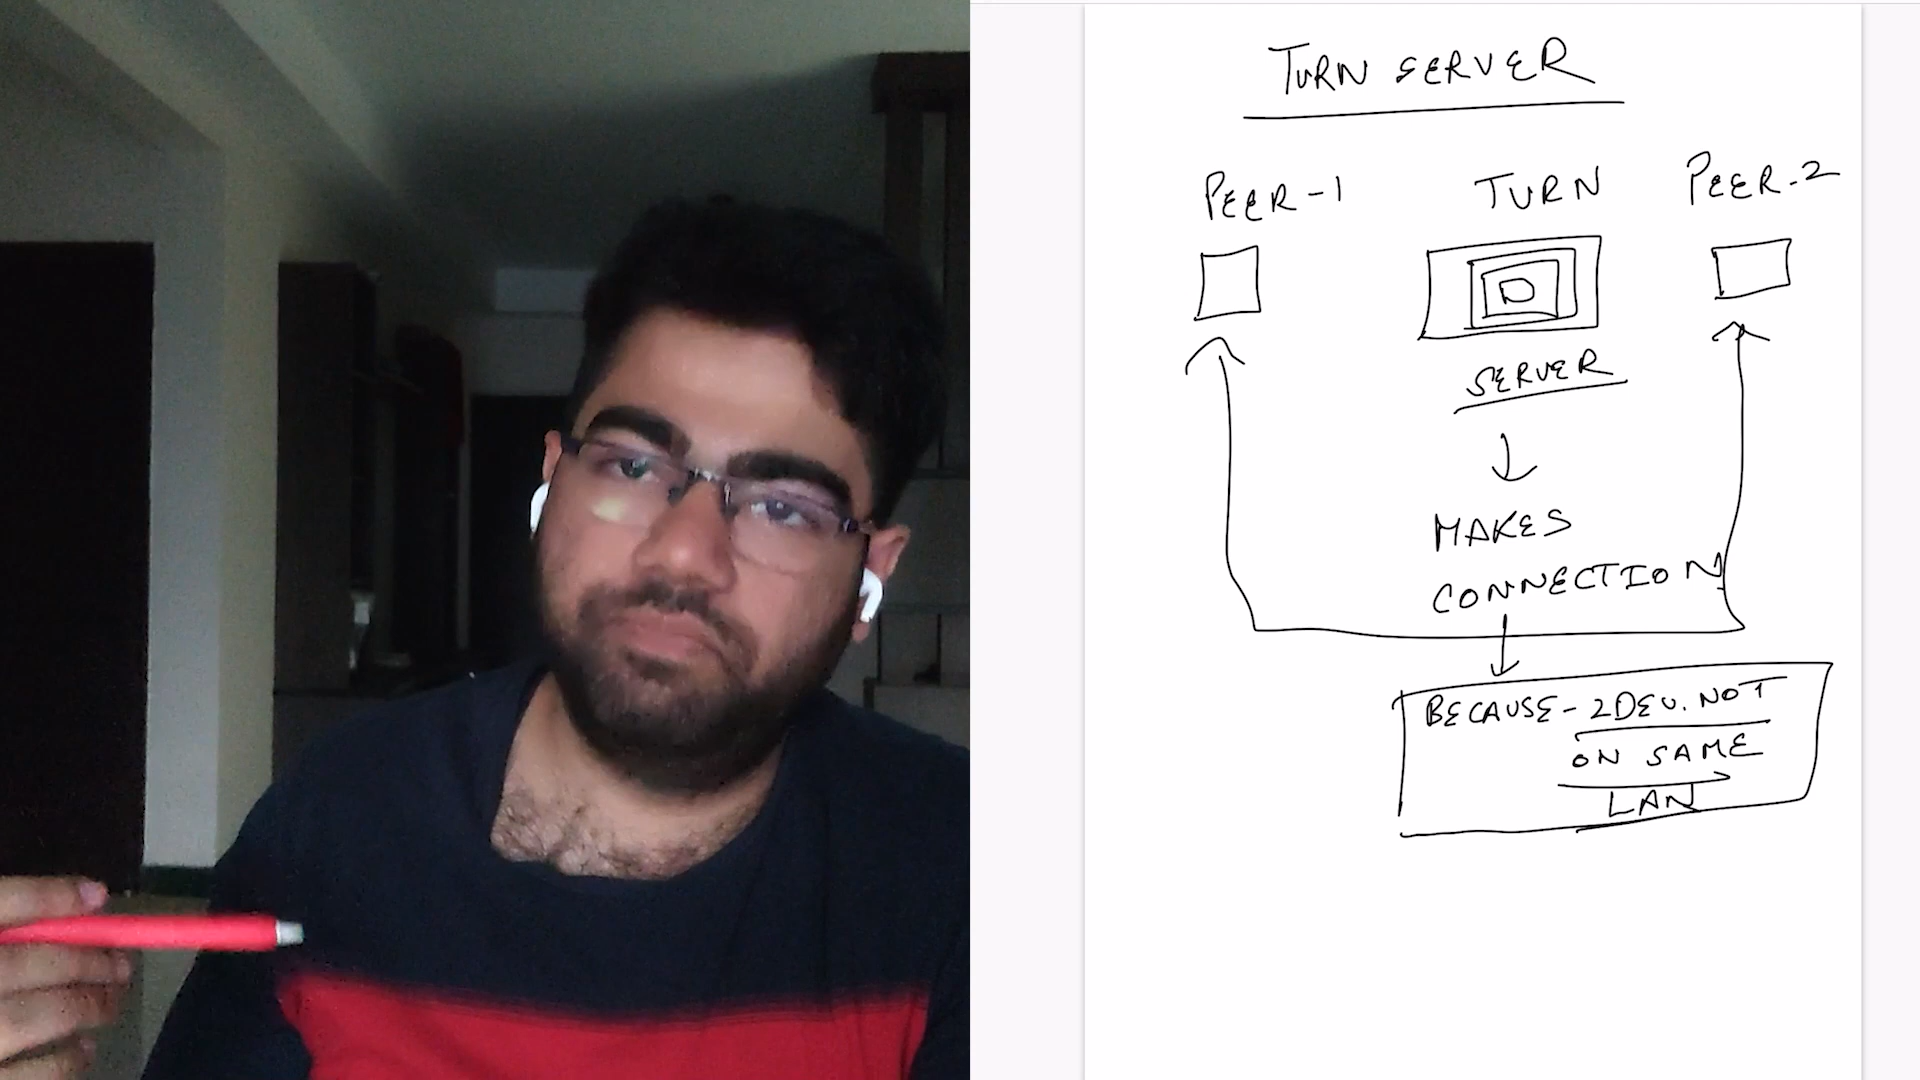 TURN SERVER
PEER-1 TURN PEER-2
SERVER
MAKES
CONNECTION
BECAUSE - 2DEV. NOT
ON SAME
LAN